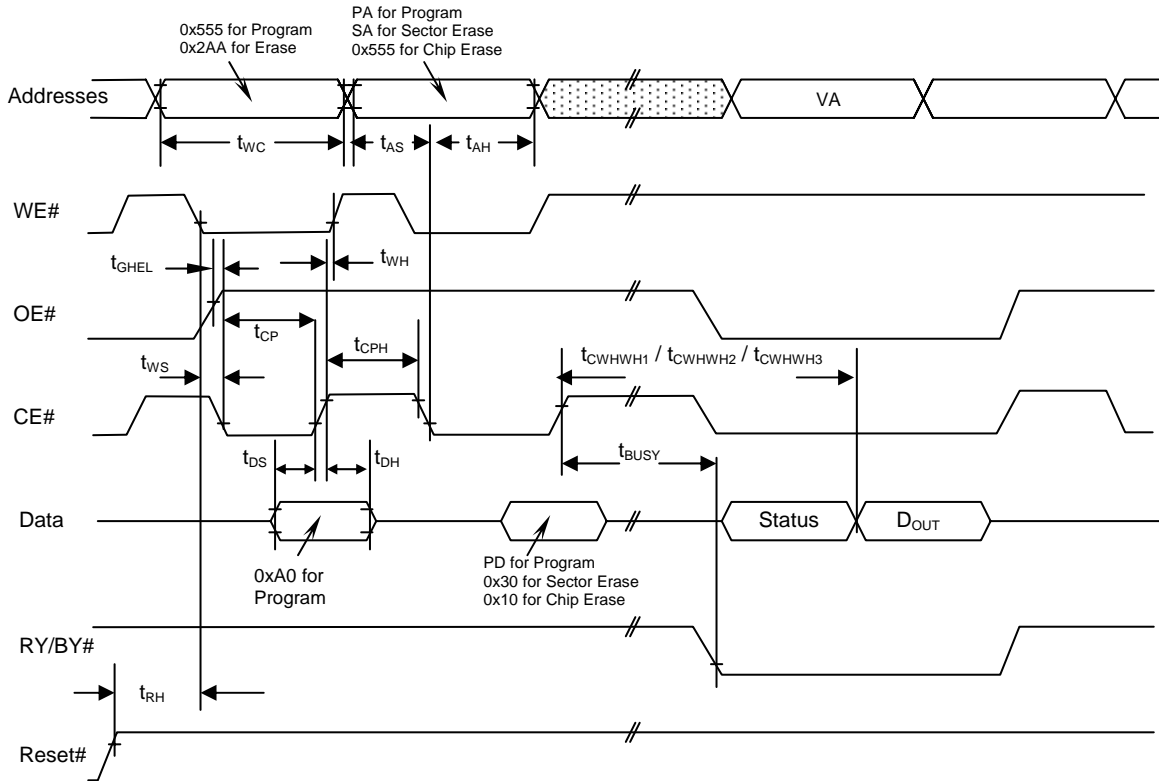 0x555 for Program
0x2AA for Erase
PA for Program
SA for Sector Erase
0x555 for Chip Erase
Addresses
VA
tWC
tAS
tAH
WE#
tGHEL
tWH
OE#
tCP
tCPH
tWS
tCWHWH1 / tCWHWH2 / tCWHWH3
CE#
tDS
tDH
tBUSY
Data
Status
DOUT
0xA0 for
Program
PD for Program
0x30 for Sector Erase
0x10 for Chip Erase
RY/BY#
tRH
Reset#